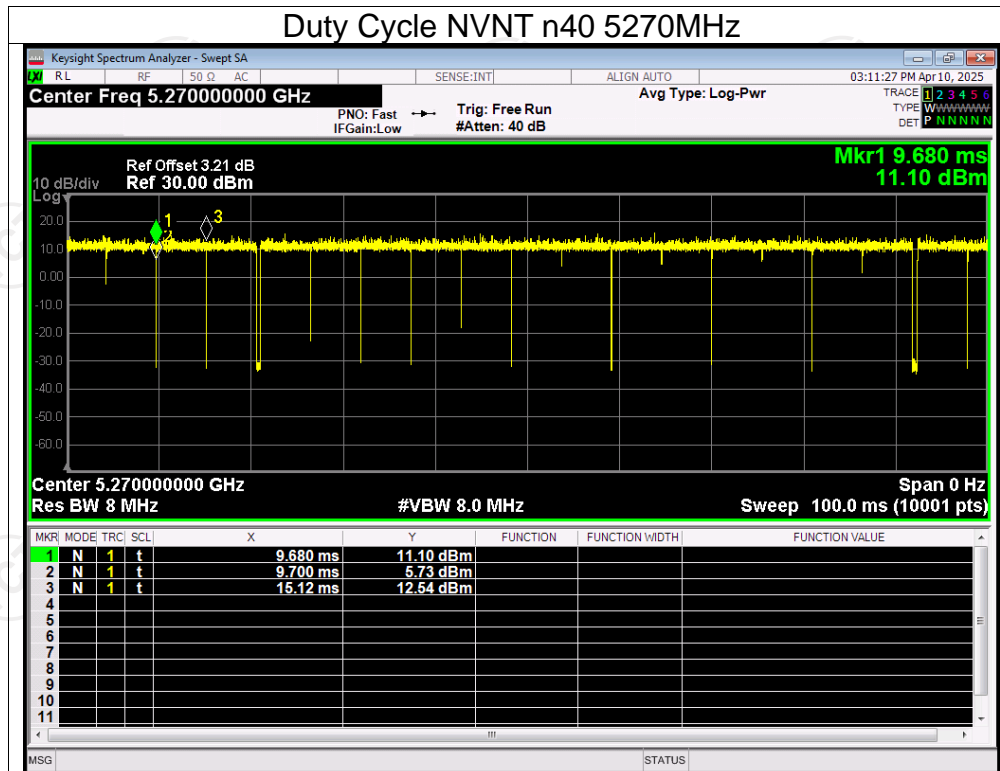 Duty Cycle NVNT n40 5270MHz
Keysight Spectrum Analyzer - Swept SA
LXI RL RF 50 Ω AC SENSE:INT ALIGN AUTO 03:11:27 PM Apr 10, 2025
Center Freq 5.270000000 GHz Avg Type: Log-Pwr TRACE 1 2 3 4 5 6
PNO: Fast Trig: Free Run TYPE WWWWWW
IFGain:Low #Atten: 40 dB DET P N N N N N
Mkr1 9.680 ms
Ref Offset 3.21 dB
10 dB/div Ref 30.00 dBm 11.10 dBm
Log
20.0
1
3
2
10.0
0.00
-10.0
-20.0
-30.0
-40.0
-50.0
-60.0
Center 5.270000000 GHz Span 0 Hz
Res BW 8 MHz #VBW 8.0 MHz Sweep 100.0 ms (10001 pts)
MKR MODE TRC SCL X Y FUNCTION FUNCTION WIDTH FUNCTION VALUE
1 N 1 t 9.680 ms 11.10 dBm
2 N 1 t 9.700 ms 5.73 dBm
3 N 1 t 15.12 ms 12.54 dBm
4
5
6
7
8
9
10
11
MSG STATUS